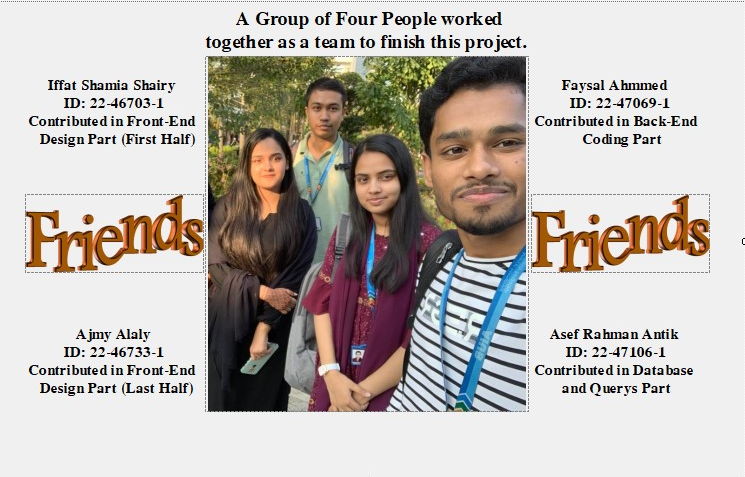 A Group of Four People worked
together as a team to finish this project.
Iffat Shamia Shairy
ID: 22-46703-1
Contributed in Front-End
Design Part (First Half)
Faysal Ahmmed
ID: 22-47069-1
Contributed in Back-End
Coding Part
Friends
Friends
Ajmy Alaly
ID: 22-46733-1
Contributed in Front-End
Design Part (Last Half)
Asef Rahman Antik
ID: 22-47106-1
Contributed in Database
and Querys Part